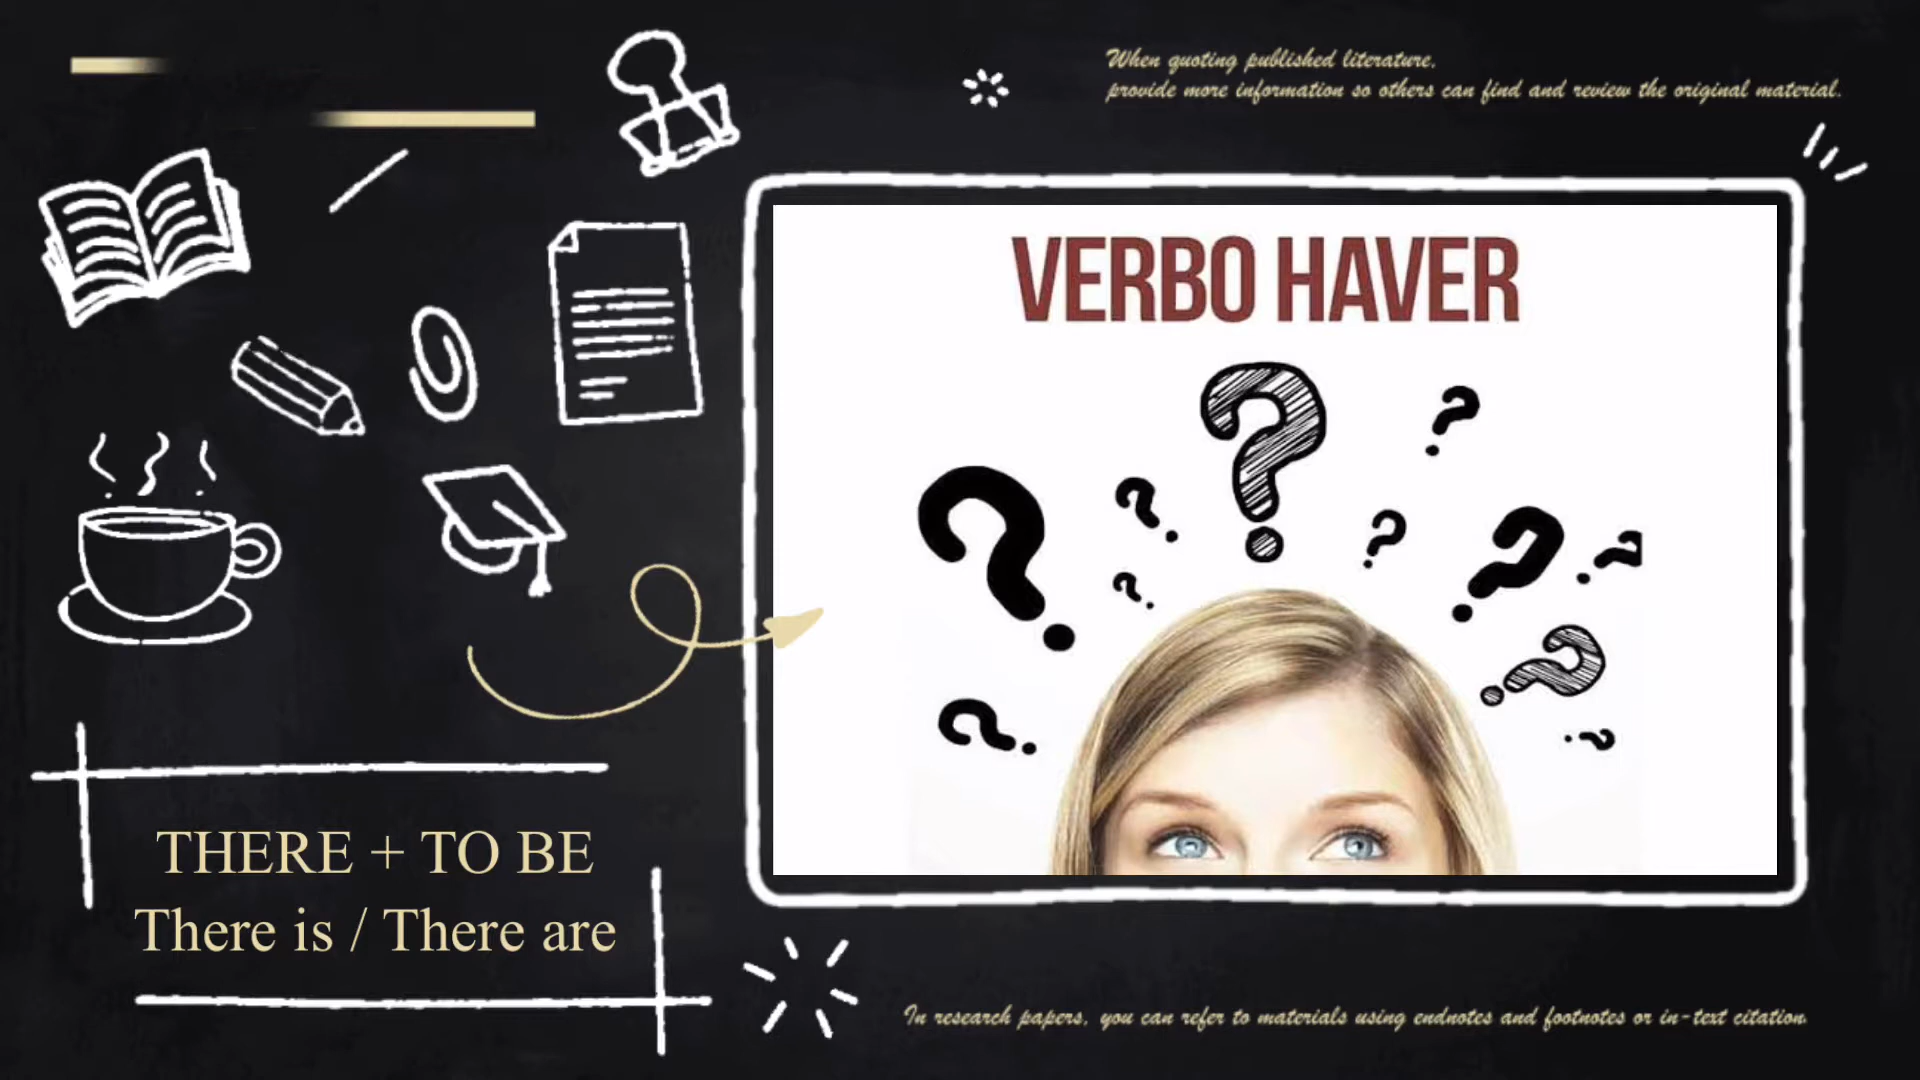 When quoting published literature,
provide more information so others can find and review the original material.
VERBO HAVER
THERE + TO BE
There is / There are
In research papers, you can refer to materials using endnotes and footnotes or in-text citation.